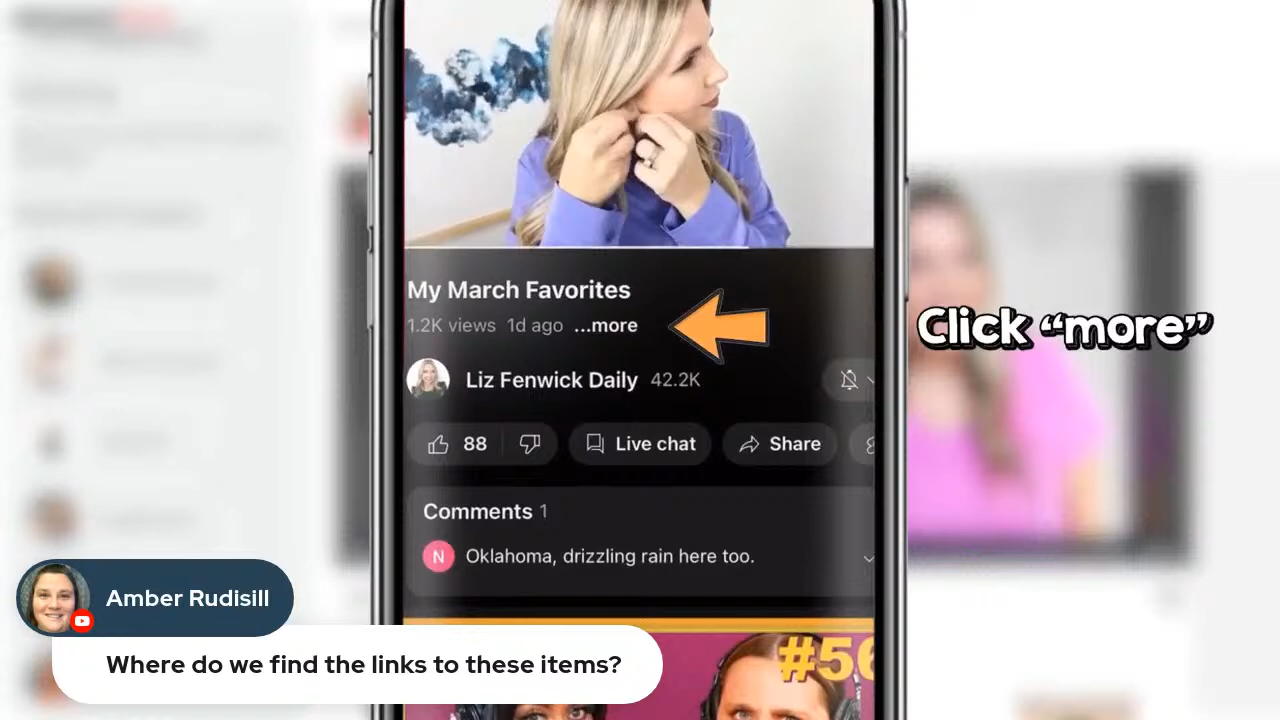 My March Favorites
1.2K views 1d ago ...more
Click “more”
Liz Fenwick Daily 42.2K
88 Live chat Share
Comments 1
N Oklahoma, drizzling rain here too.
Amber Rudisill
Where do we find the links to these items?